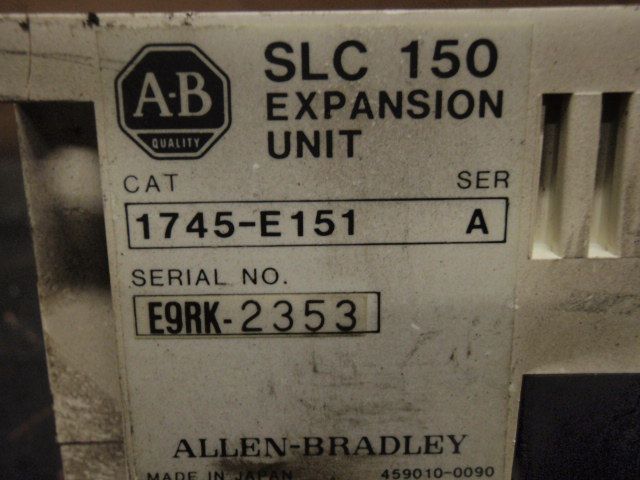 A-B
QUALITY
SLC 150
EXPANSION
UNIT
CAT SER
1745-E151 A
SERIAL NO.
E9RK-2353
ALLEN-BRADLEY
MADE IN JAPAN 459010-0090